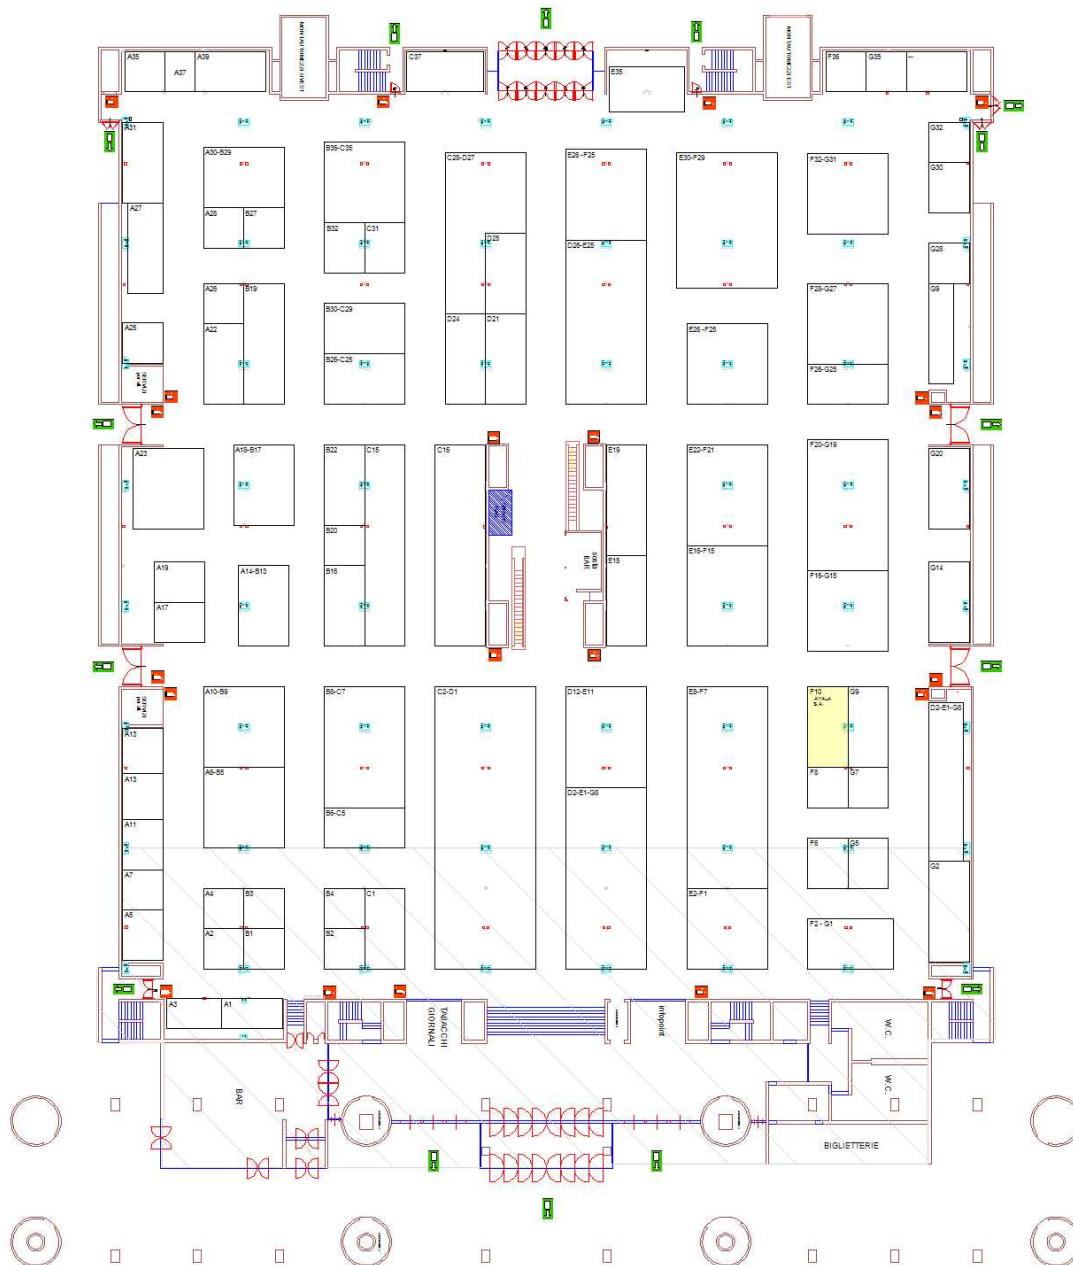 MONTAUTOMEZZI OVEST
MONTAUTOMEZZI EST
A35
A37
A39
C37
E35
F36
G35
A31
A30-B29
B36-C35
C28-D27
E26 -F25
E30-F29
F32-G31
G32
G30
A27
A28
B27
B32
C31
D25
D26-E25
G28
A26
B19
B30-C29
F28-G27
G9
A25
A22
B26-C25
D24
D21
E26 -F25
F26-G25
A23
A18-B17
B22
C15
C16
E19
E22-F21
F20-G19
G20
B20
E16-F15
A19
A14-B13
B16
E15
F16-G15
G14
A17
BAR
A10-B9
B8-C7
C2-D1
D12-E11
E8-F7
F10
AYALA
S.A.
G9
D2-E1-G8
A13
A6-B5
F8
G7
A13
D2-E1-G8
B6-C5
A11
F6
G5
A7
G2
A4
B3
B4
C1
E2-F1
A5
F2 - G1
A2
B1
B2
A3
A1
TABACCHI
GIORNALI
infopoint
W.C.
W.C.
BAR
BIGLIETTERIE